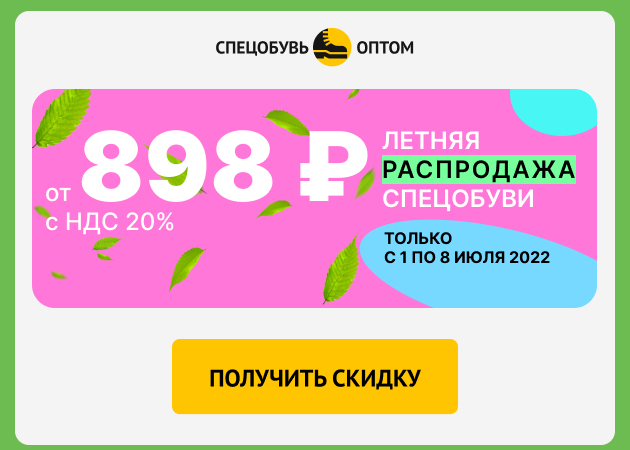 СПЕЦОБУВЬ ОПТОМ
от 898 ₽
с НДС 20%
ЛЕТНЯЯ
РАСПРОДАЖА
СПЕЦОБУВИ
ТОЛЬКО
С 1 ПО 8 ИЮЛЯ 2022
ПОЛУЧИТЬ СКИДКУ